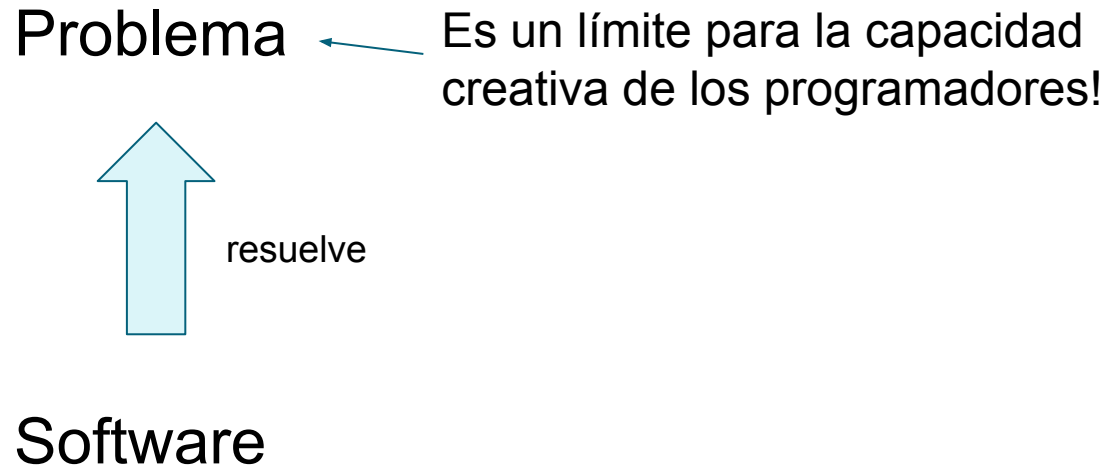 Problema
Es un límite para la capacidad
creativa de los programadores!
resuelve
Software